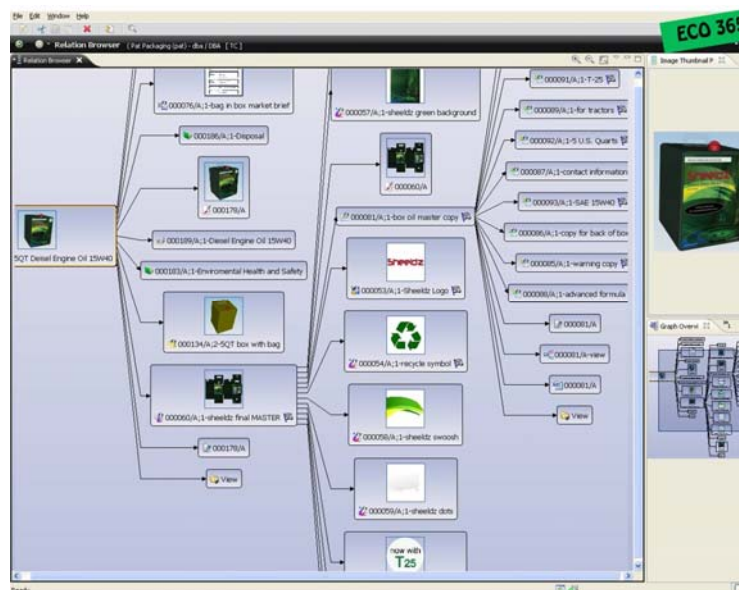 File Edit Window Help
ECO 365
Relation Browser ( Pat Packaging (pat) - dba / DBA [ TC ]
Relation Browser
Image Thumbnail P
000076/A;1-bag in box market brief
000186/A;1-Disposal
000178/A
5QT Deisel Engine Oil 15W40
000189/A;1-Diesel Engine Oil 15W40
000183/A;1-Enviromental Health and Safety
000134/A;2-5QT box with bag
000060/A;1-sheeldz final MASTER
000178/A
View
000057/A;1-sheeldz green background
000060/A
000081/A;1-box oil master copy
Sheeldz
000053/A;1-Sheeldz Logo
000054/A;1-recycle symbol
000058/A;1-sheeldz swoosh
000059/A;1-sheeldz dots
now with
T25
000091/A;1-T-25
000089/A;1-for tractors
000092/A;1-5 U.S. Quarts
000087/A;1-contact information
000093/A;1-SAE 15W40
000086/A;1-copy for back of box
000085/A;1-warning copy
000088/A;1-advanced formula
000081/A
000081/A-view
000081/A
View
Sheeldz
Graph Overvi